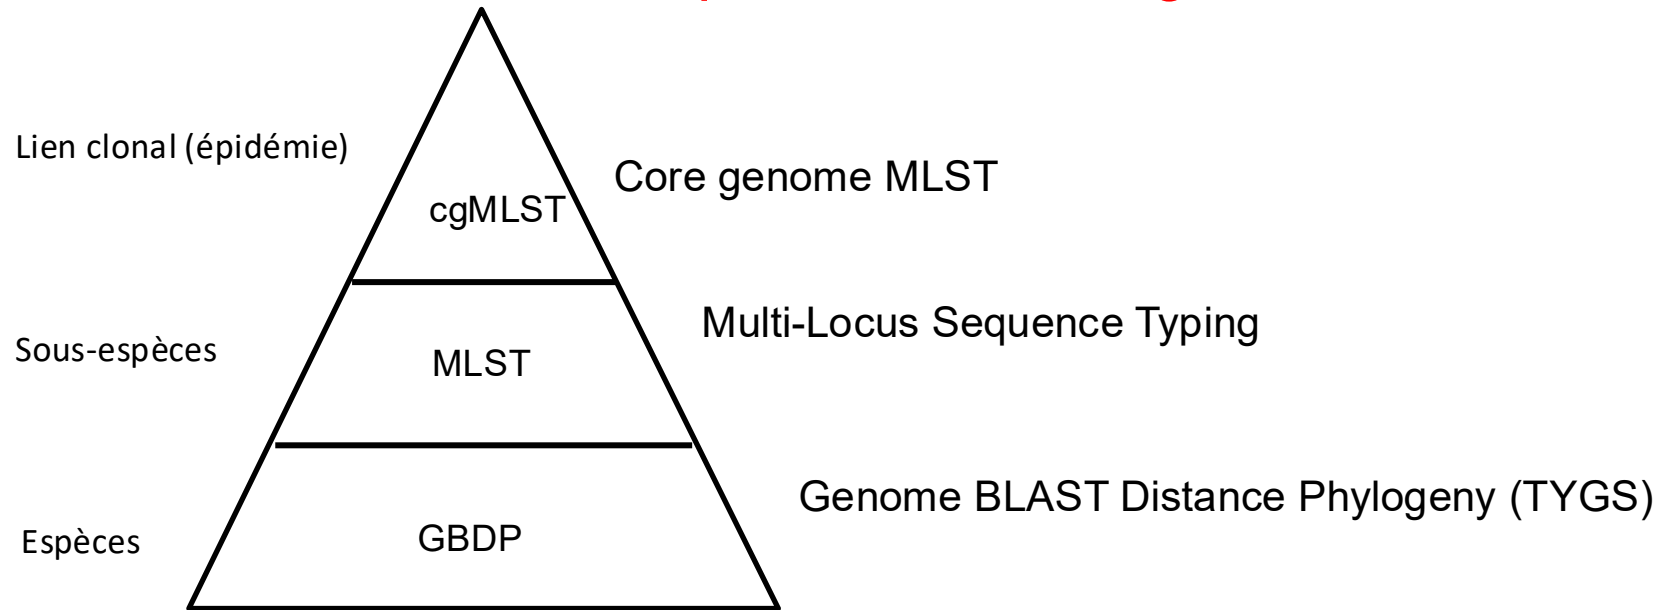 Lien clonal (épidémie)
Core genome MLST
cgMLST
Multi-Locus Sequence Typing
Sous-espèces
MLST
Genome BLAST Distance Phylogeny (TYGS)
Espèces
GBDP